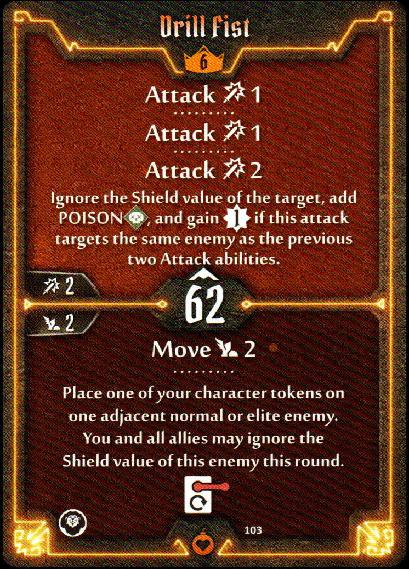 Drill Fist
6
Attack 1
Attack 1
Attack 2
Ignore the Shield value of the target, add
POISON, and gain 1 if this attack
targets the same enemy as the previous
two Attack abilities.
2
62
2
Move 2
Place one of your character tokens on
one adjacent normal or elite enemy.
You and all allies may ignore the
Shield value of this enemy this round.
103